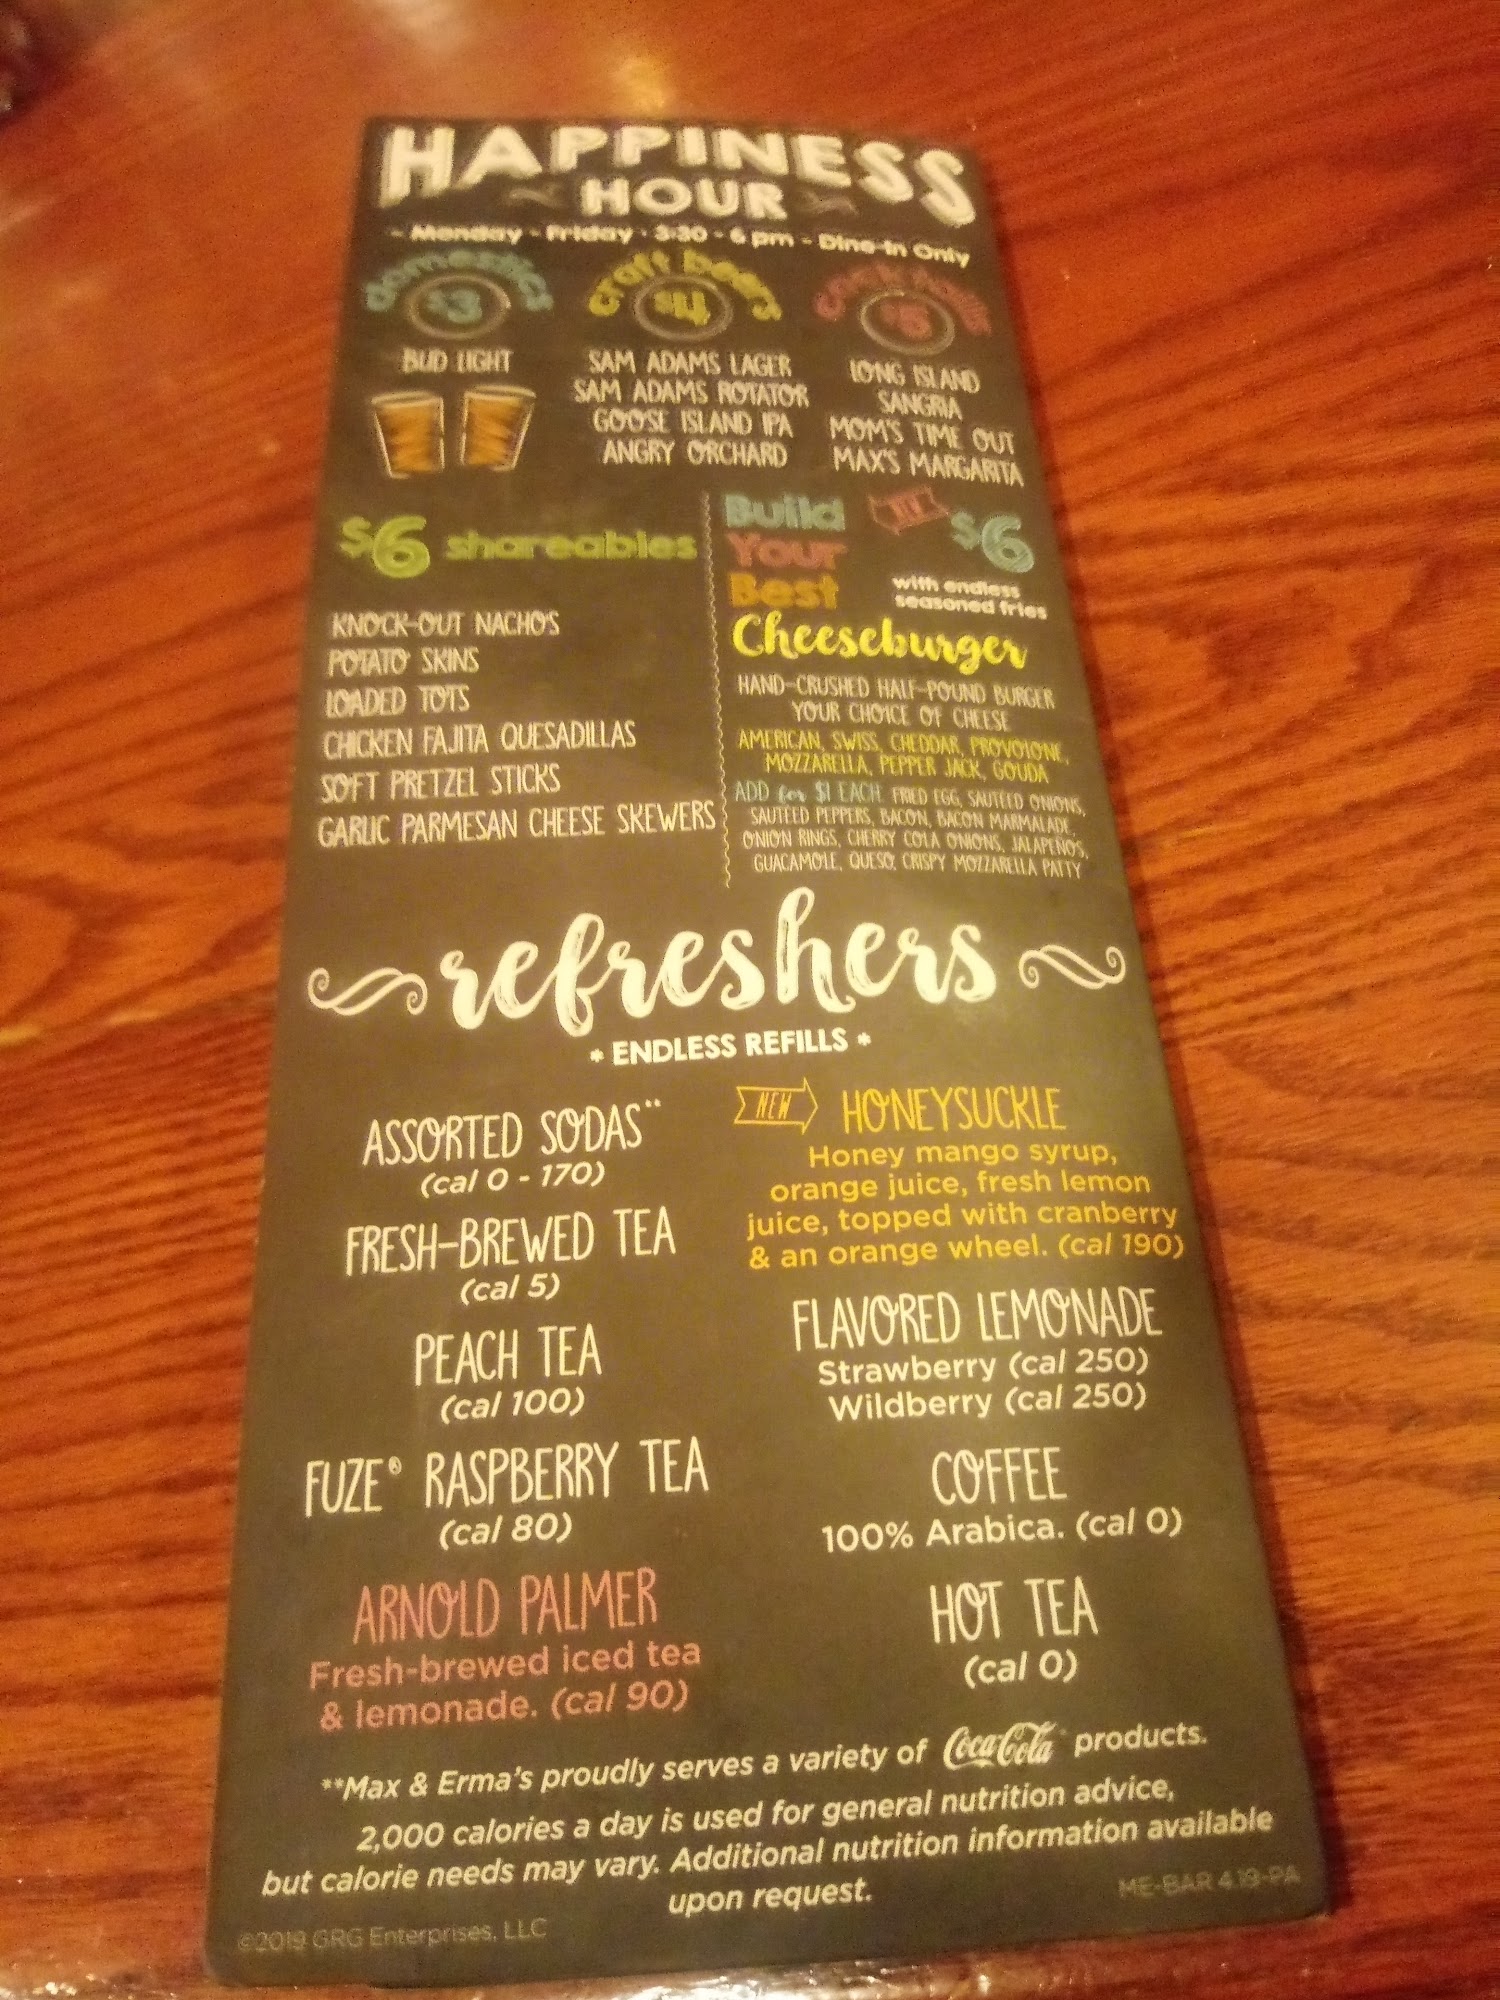 HAPPINESS
HOUR
- Monday - Friday - 3:30 - 6 pm - Dine-In Only
domestics
$3
BUD LIGHT
craft beers
$4
SAM ADAMS LAGER
SAM ADAMS ROTATOR
GOOSE ISLAND IPA
ANGRY ORCHARD
cocktails
$5
LONG ISLAND
SANGRIA
MOM'S TIME OUT
MAX'S MARGARITA
$6 shareables
KNOCK-OUT NACHOS
POTATO SKINS
LOADED TOTS
CHICKEN FAJITA QUESADILLAS
SOFT PRETZEL STICKS
GARLIC PARMESAN CHEESE SKEWERS
Build
Your
Best
Cheeseburger
$6
with endless
seasoned fries
HAND-CRUSHED HALF-POUND BURGER
YOUR CHOICE OF CHEESE
AMERICAN, SWISS, CHEDDAR, PROVOLONE,
MOZZARELLA, PEPPER JACK, GOUDA
ADD for $1 EACH FRIED EGG, SAUTÉED ONIONS,
SAUTÉED PEPPERS, BACON, BACON MARMALADE,
ONION RINGS, CHERRY COLA ONIONS, JALAPEÑOS,
GUACAMOLE, QUESO, CRISPY MOZZARELLA PATTY
refreshers
* ENDLESS REFILLS *
ASSORTED SODAS**
(cal 0 - 170)
FRESH-BREWED TEA
(cal 5)
PEACH TEA
(cal 100)
FUZE® RASPBERRY TEA
(cal 80)
ARNOLD PALMER
Fresh-brewed iced tea
& lemonade. (cal 90)
NEW HONEYSUCKLE
Honey mango syrup,
orange juice, fresh lemon
juice, topped with cranberry
& an orange wheel. (cal 190)
FLAVORED LEMONADE
Strawberry (cal 250)
Wildberry (cal 250)
COFFEE
100% Arabica. (cal 0)
HOT TEA
(cal 0)
**Max & Erma's proudly serves a variety of Coca-Cola products.
2,000 calories a day is used for general nutrition advice,
but calorie needs may vary. Additional nutrition information available
upon request.
©2019 GRG Enterprises, LLC
ME-BAR 4.19-PA